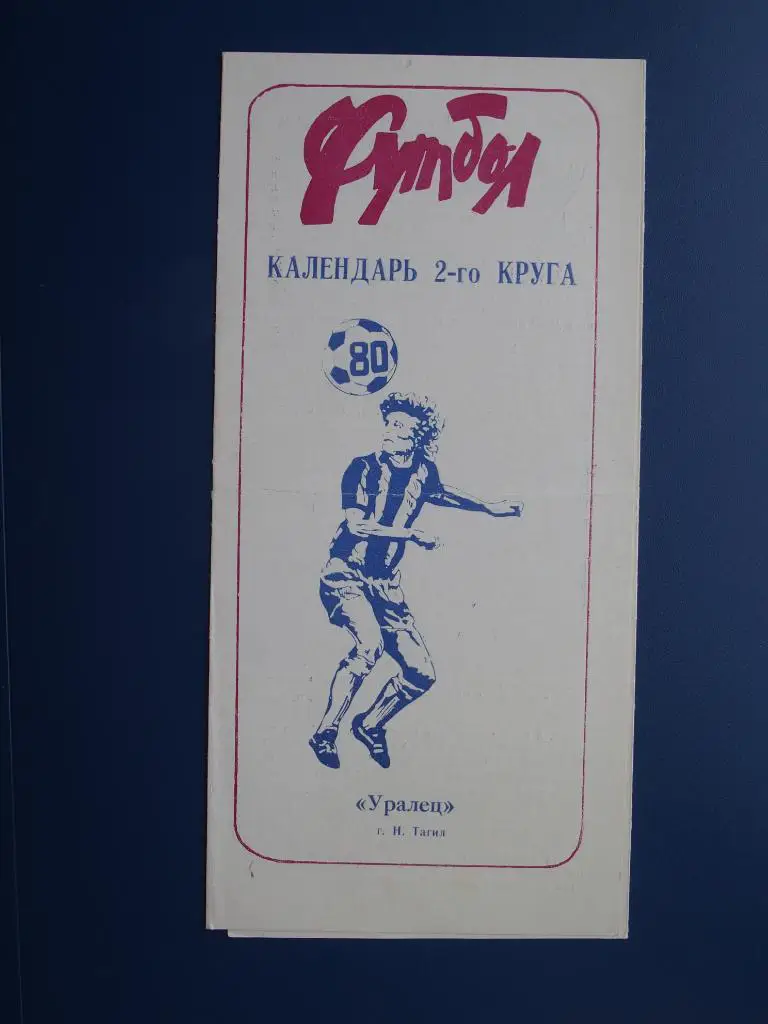 Футбол
КАЛЕНДАРЬ 2-го КРУГА
80
«Уралец»
г. Н. Тагил